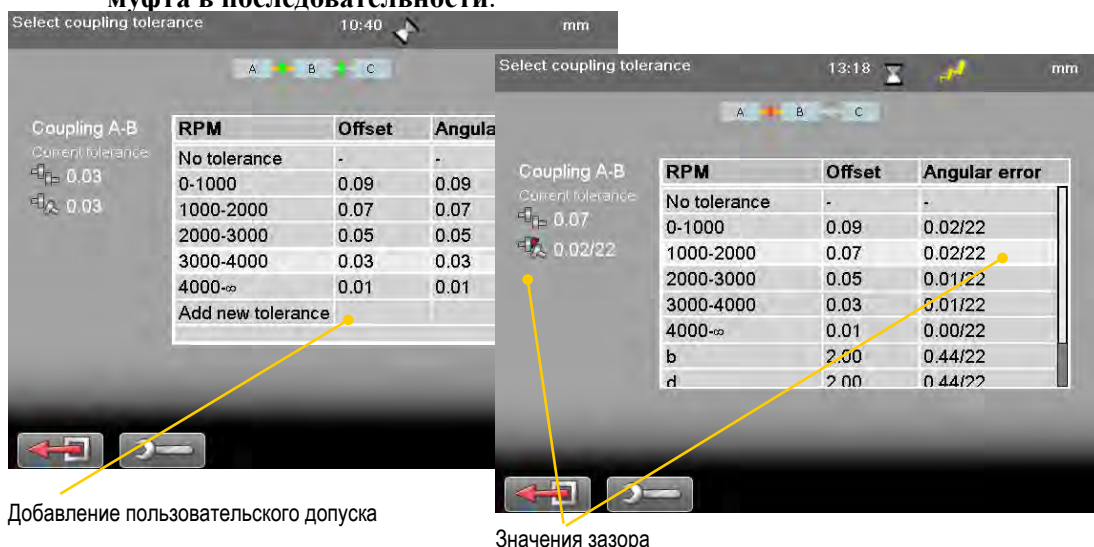 муфта в последовательности.
Select coupling tolerance 10:40 mm
A B C
Coupling A-B
Current tolerance
0.03
0.03
RPM Offset Angula
No tolerance - -
0-1000 0.09 0.09
1000-2000 0.07 0.07
2000-3000 0.05 0.05
3000-4000 0.03 0.03
4000-∞ 0.01 0.01
Add new tolerance
Select coupling tolerance 13:18 mm
A B C
Coupling A-B
Current tolerance
0.07
0.02/22
RPM Offset Angular error
No tolerance - -
0-1000 0.09 0.02/22
1000-2000 0.07 0.02/22
2000-3000 0.05 0.01/22
3000-4000 0.03 0.01/22
4000-∞ 0.01 0.00/22
b 2.00 0.44/22
d 2.00 0.44/22
Добавление пользовательского допуска
Значения зазора